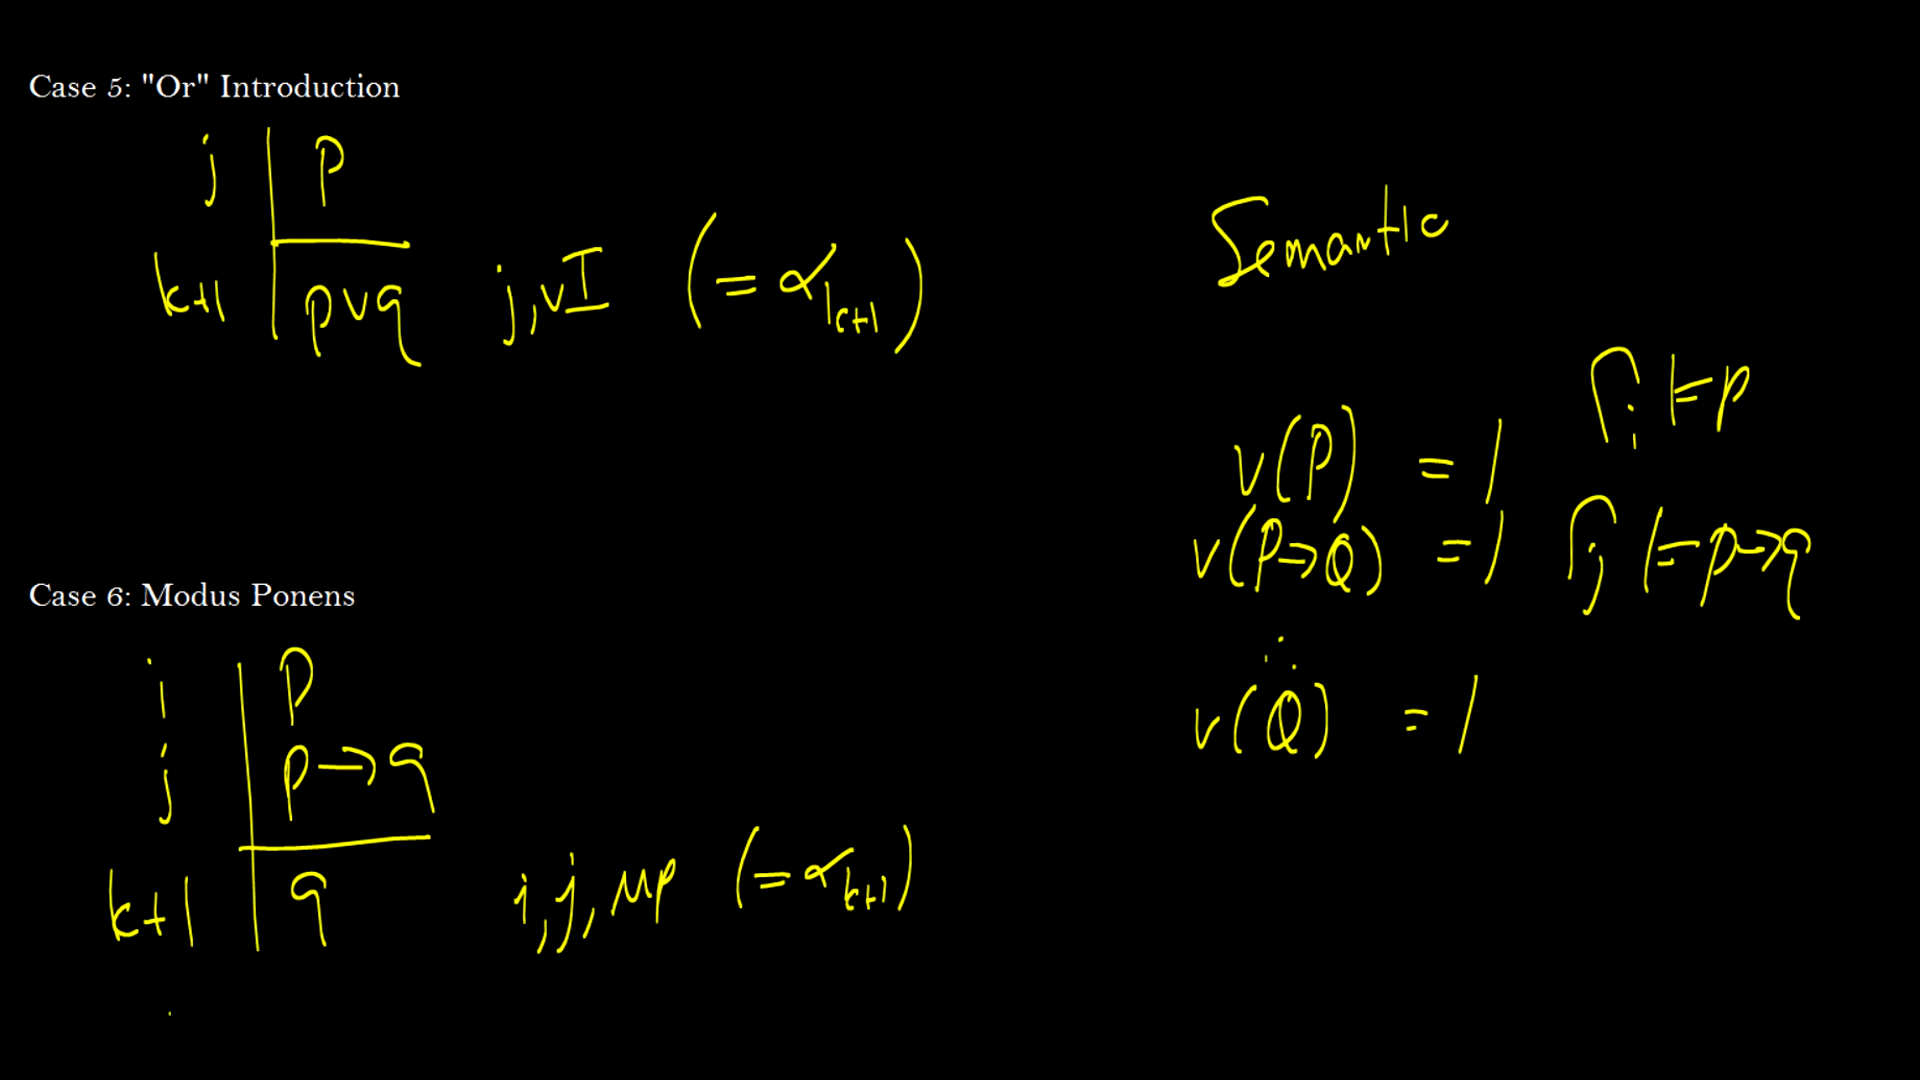 Case 5: "Or" Introduction
j | p
k+1 | p∨q j,∨I (= α_{k+1})
Semantic
Γ_i ⊨ p
v(P) = 1
v(P→Q) = 1 Γ_j ⊨ p→q
∴
v(Q) = 1
Case 6: Modus Ponens
i | p
j | p→q
k+1 | q i,j, MP (= α_{k+1})